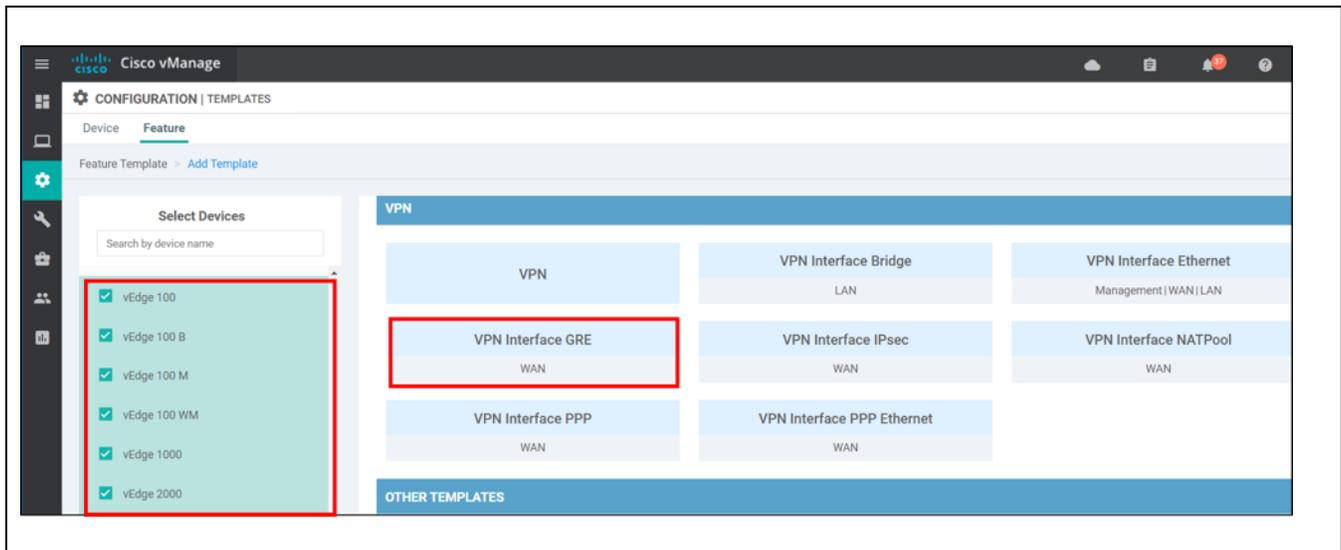 cisco Cisco vManage 37
CONFIGURATION | TEMPLATES
Device Feature
Feature Template > Add Template
Select Devices
Search by device name
vEdge 100
vEdge 100 B
vEdge 100 M
vEdge 100 WM
vEdge 1000
vEdge 2000
VPN
VPN
VPN Interface Bridge
LAN
VPN Interface Ethernet
Management | WAN | LAN
VPN Interface GRE
WAN
VPN Interface IPsec
WAN
VPN Interface NATPool
WAN
VPN Interface PPP
WAN
VPN Interface PPP Ethernet
WAN
OTHER TEMPLATES